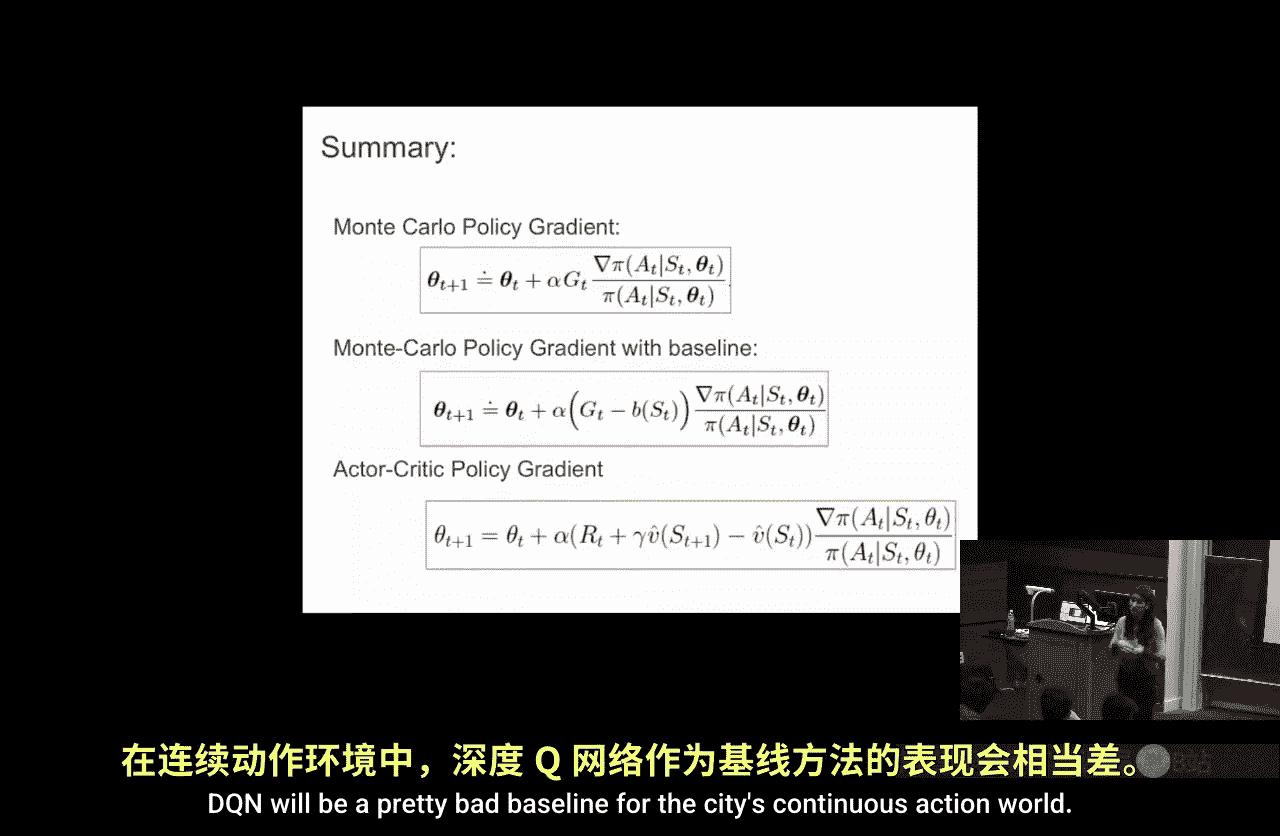 Summary:
Monte Carlo Policy Gradient:
θ_{t+1} ≐ θ_t + αG_t ∇π(A_t|S_t, θ_t) / π(A_t|S_t, θ_t)
Monte-Carlo Policy Gradient with baseline:
θ_{t+1} ≐ θ_t + α(G_t − b(S_t)) ∇π(A_t|S_t, θ_t) / π(A_t|S_t, θ_t)
Actor-Critic Policy Gradient
θ_{t+1} = θ_t + α(R_t + γv̂(S_{t+1}) − v̂(S_t)) ∇π(A_t|S_t, θ_t) / π(A_t|S_t, θ_t)
在连续动作环境中，深度 Q 网络作为基线方法的表现会相当差。
DQN will be a pretty bad baseline for the city's continuous action world.